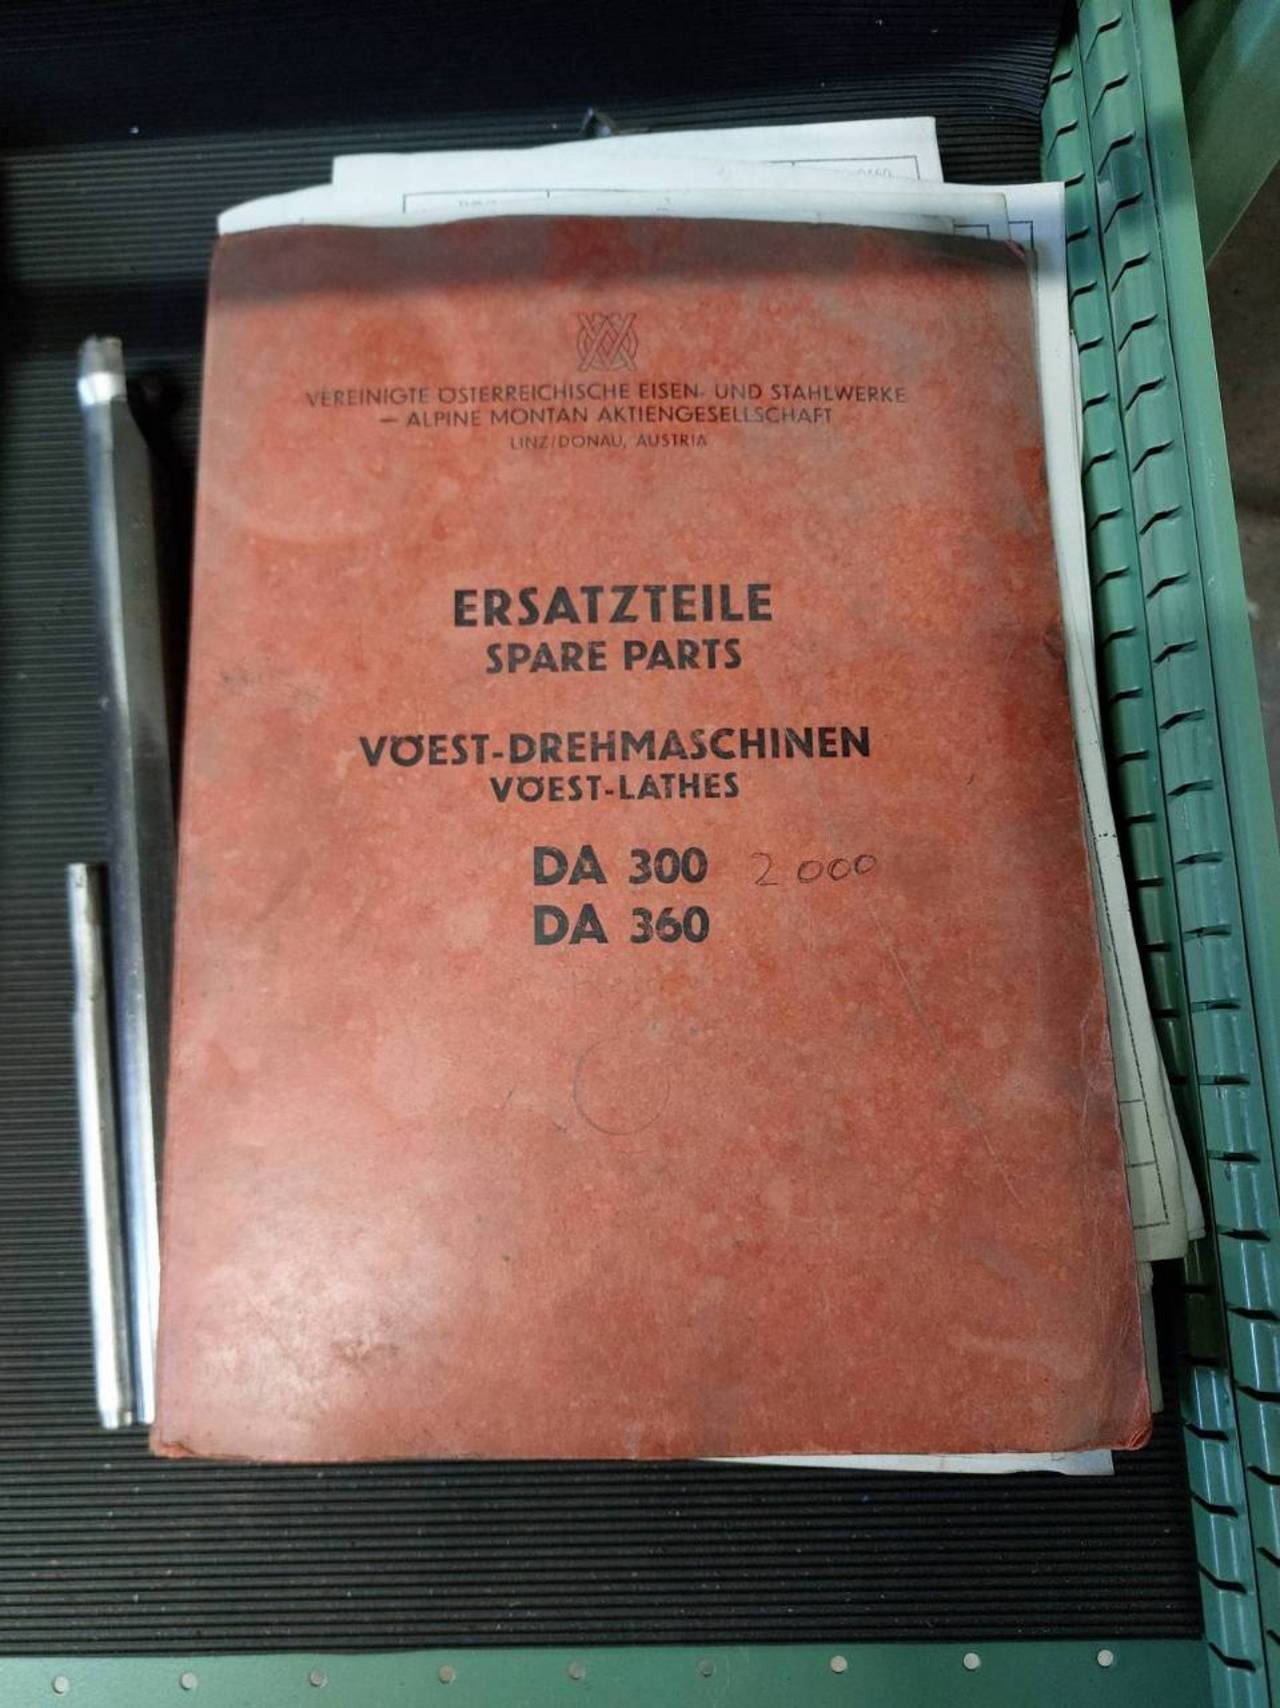 VEREINIGTE ÖSTERREICHISCHE EISEN- UND STAHLWERKE
— ALPINE MONTAN AKTIENGESELLSCHAFT
LINZ/DONAU, AUSTRIA
ERSATZTEILE
SPARE PARTS
VÖEST-DREHMASCHINEN
VÖEST-LATHES
DA 300 2000
DA 360